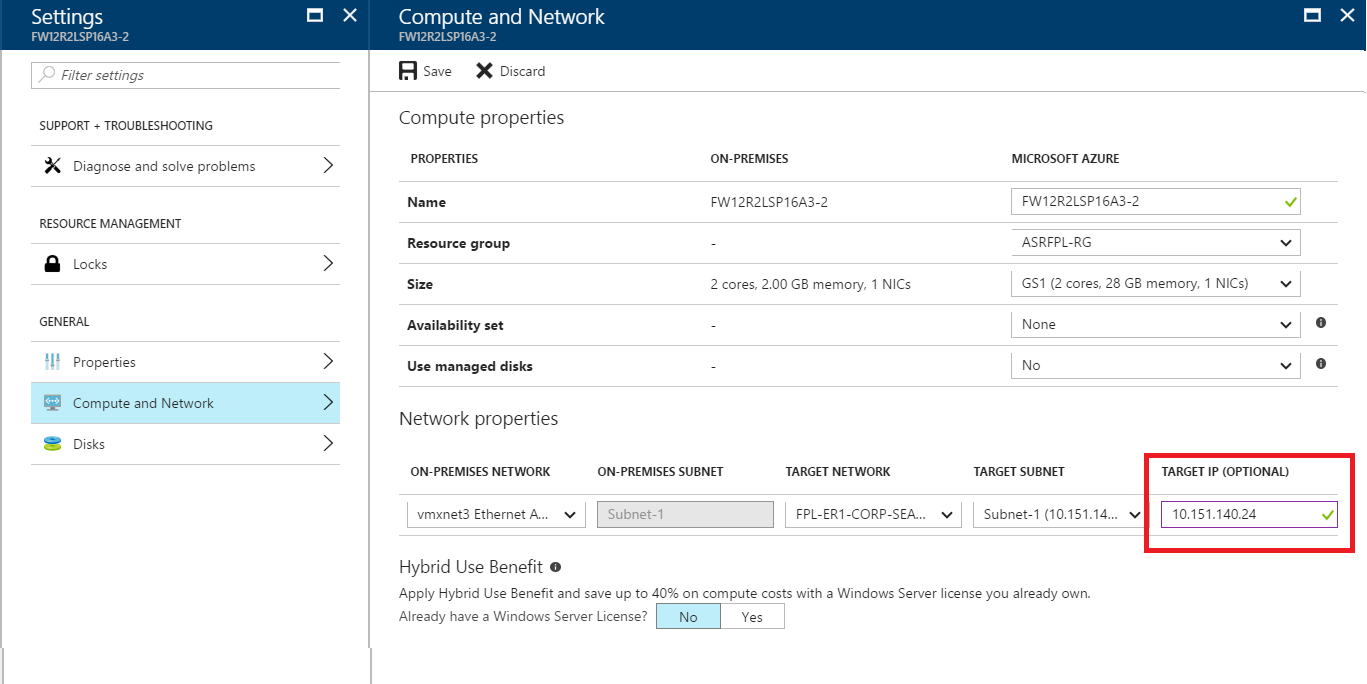 Settings
FW12R2LSP16A3-2
Filter settings
SUPPORT + TROUBLESHOOTING
Diagnose and solve problems
RESOURCE MANAGEMENT
Locks
GENERAL
Properties
Compute and Network
Disks
Compute and Network
FW12R2LSP16A3-2
Save Discard
Compute properties
PROPERTIES ON-PREMISES MICROSOFT AZURE
Name FW12R2LSP16A3-2 FW12R2LSP16A3-2
Resource group - ASRFPL-RG
Size 2 cores, 2.00 GB memory, 1 NICs GS1 (2 cores, 28 GB memory, 1 NICs)
Availability set - None
Use managed disks - No
Network properties
ON-PREMISES NETWORK ON-PREMISES SUBNET TARGET NETWORK TARGET SUBNET TARGET IP (OPTIONAL)
vmxnet3 Ethernet A... Subnet-1 FPL-ER1-CORP-SEA... Subnet-1 (10.151.14... 10.151.140.24
Hybrid Use Benefit
Apply Hybrid Use Benefit and save up to 40% on compute costs with a Windows Server license you already own.
Already have a Windows Server License? No Yes